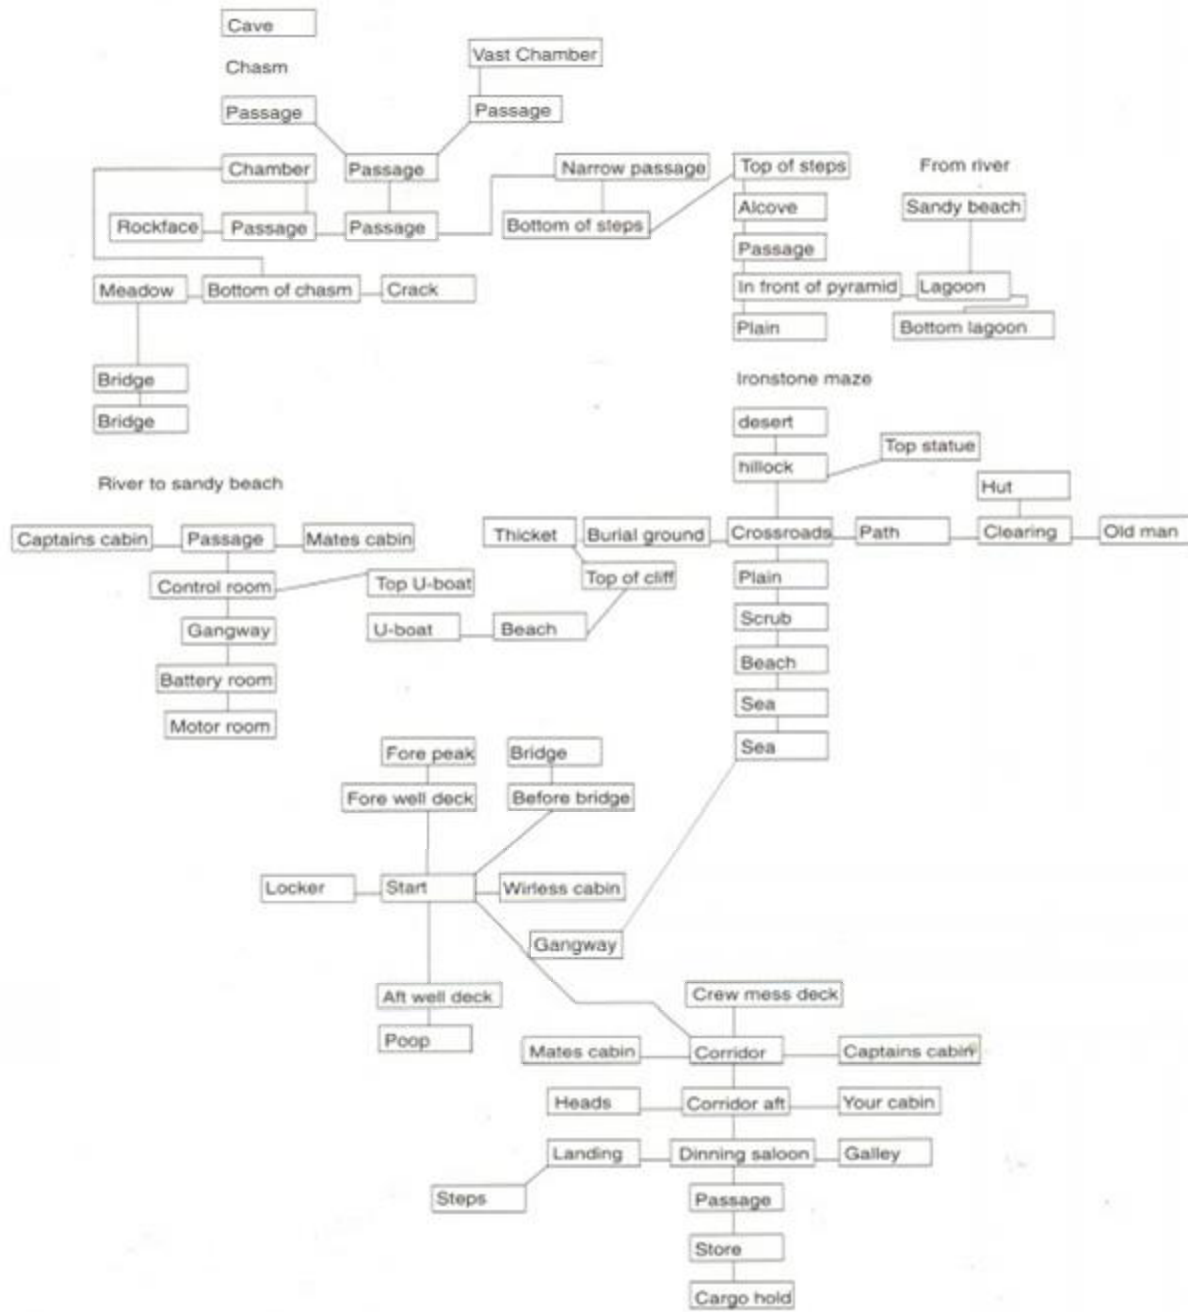 Cave
Vast Chamber
Chasm
Passage
Passage
Chamber
Passage
Narrow passage
Top of steps
From river
Alcove
Sandy beach
Rockface
Passage
Passage
Bottom of steps
Passage
Meadow
Bottom of chasm
Crack
In front of pyramid
Lagoon
Plain
Bottom lagoon
Bridge
Ironstone maze
Bridge
desert
Top statue
hillock
River to sandy beach
Hut
Captains cabin
Passage
Mates cabin
Thicket
Burial ground
Crossroads
Path
Clearing
Old man
Control room
Top U-boat
Top of cliff
Plain
Gangway
U-boat
Beach
Scrub
Battery room
Beach
Motor room
Sea
Fore peak
Bridge
Sea
Fore well deck
Before bridge
Locker
Start
Wirless cabin
Gangway
Aft well deck
Crew mess deck
Poop
Mates cabin
Corridor
Captains cabin
Heads
Corridor aft
Your cabin
Landing
Dinning saloon
Galley
Steps
Passage
Store
Cargo hold